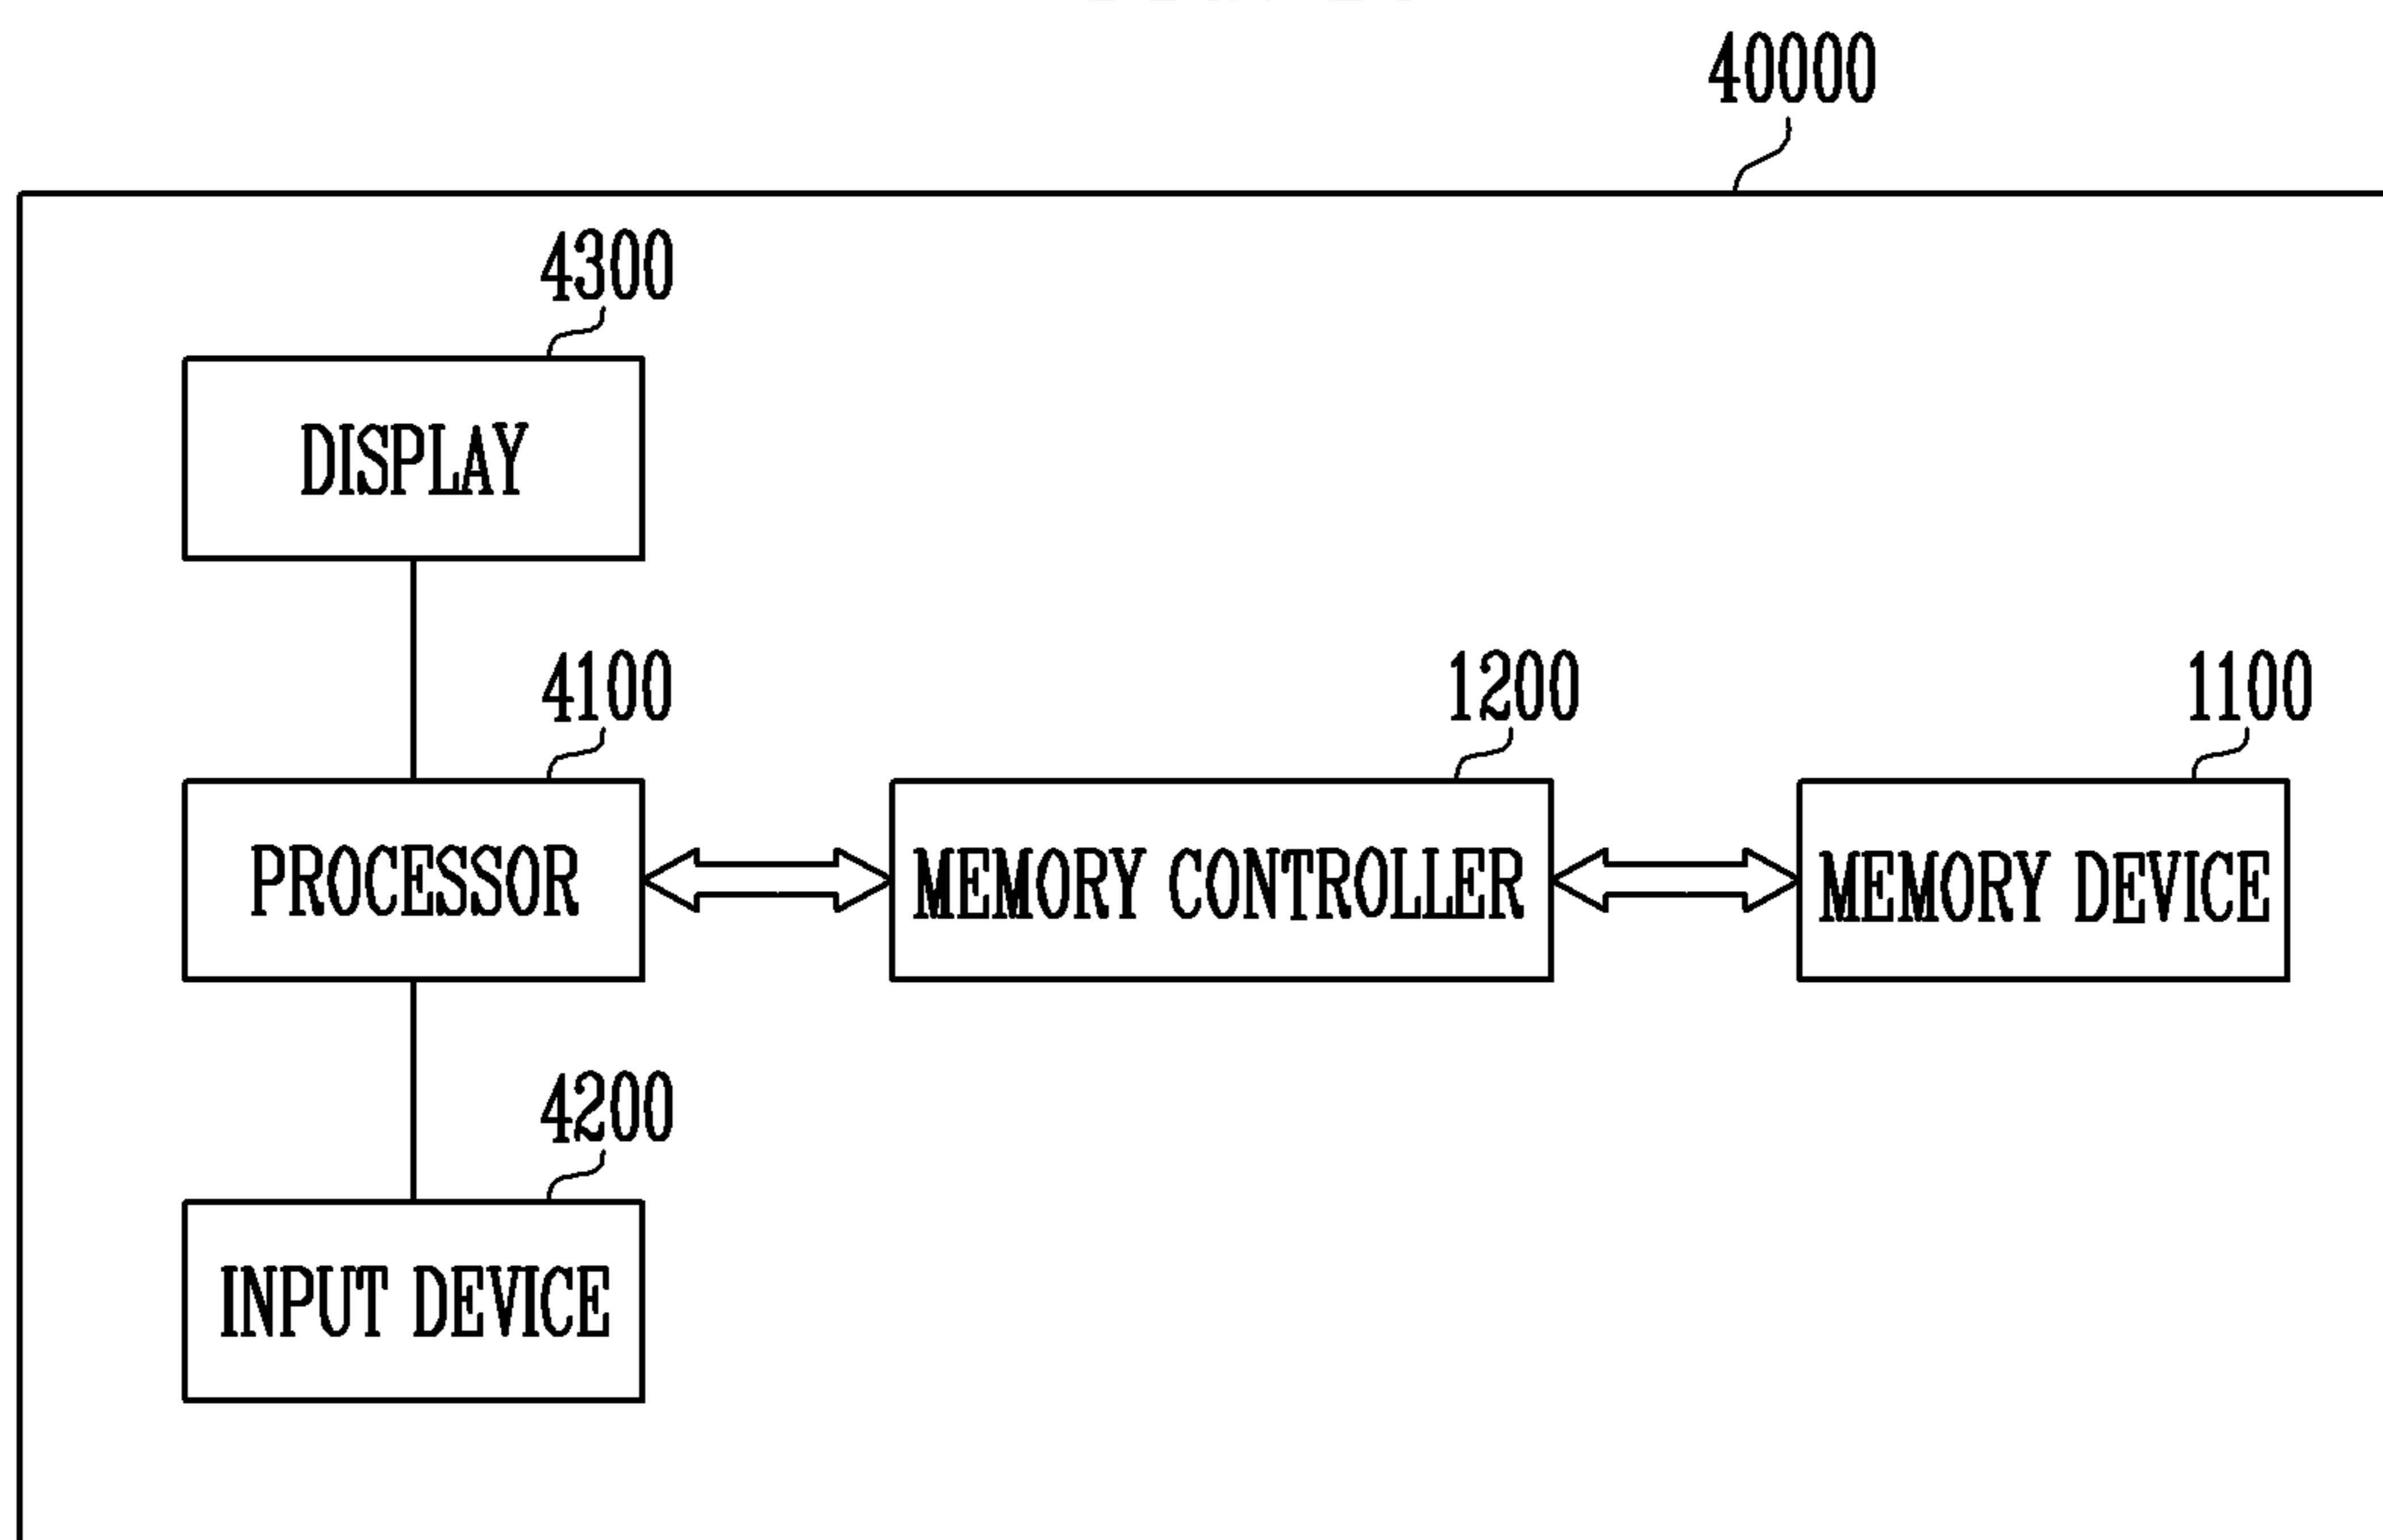 40000
4300
DISPLAY
4100
1200
1100
PROCESSOR
MEMORY CONTROLLER
MEMORY DEVICE
4200
INPUT DEVICE